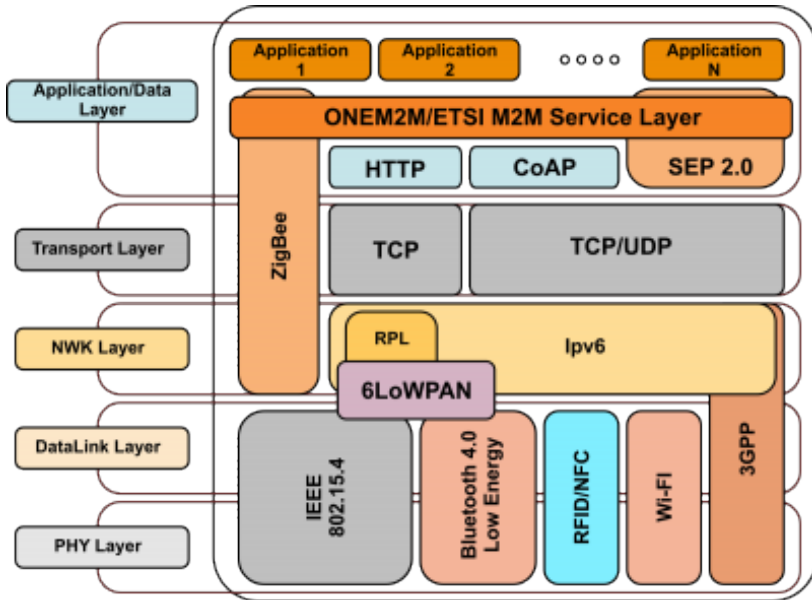 Application
1
Application
2
Application
N
Application/Data
Layer
ONEM2M/ETSI M2M Service Layer
HTTP
CoAP
SEP 2.0
ZigBee
Transport Layer
TCP
TCP/UDP
NWK Layer
RPL
Ipv6
6LoWPAN
DataLink Layer
IEEE
802.15.4
Bluetooth 4.0
Low Energy
RFID/NFC
Wi-FI
3GPP
PHY Layer